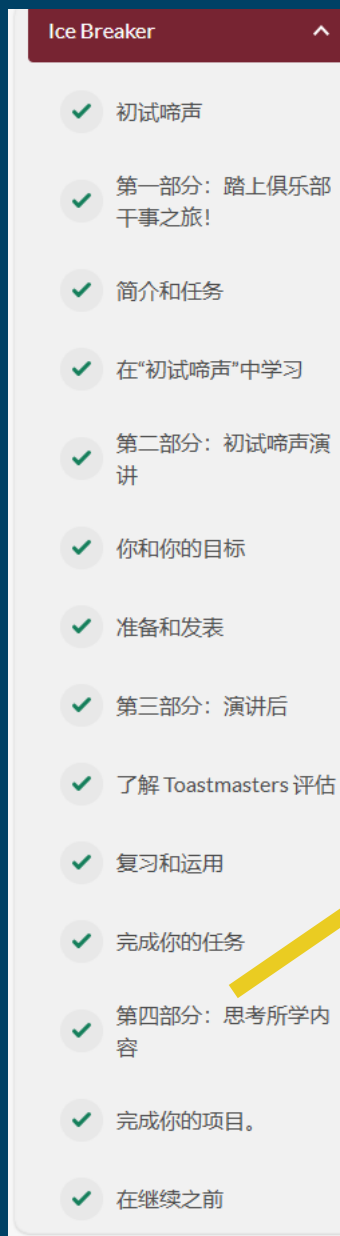 Ice Breaker
初试啼声
第一部分：踏上俱乐部
干事之旅！
简介和任务
在“初试啼声”中学习
第二部分：初试啼声演
讲
你和你的目标
准备和发表
第三部分：演讲后
了解 Toastmasters 评估
复习和运用
完成你的任务
第四部分：思考所学内
容
完成你的项目。
在继续之前